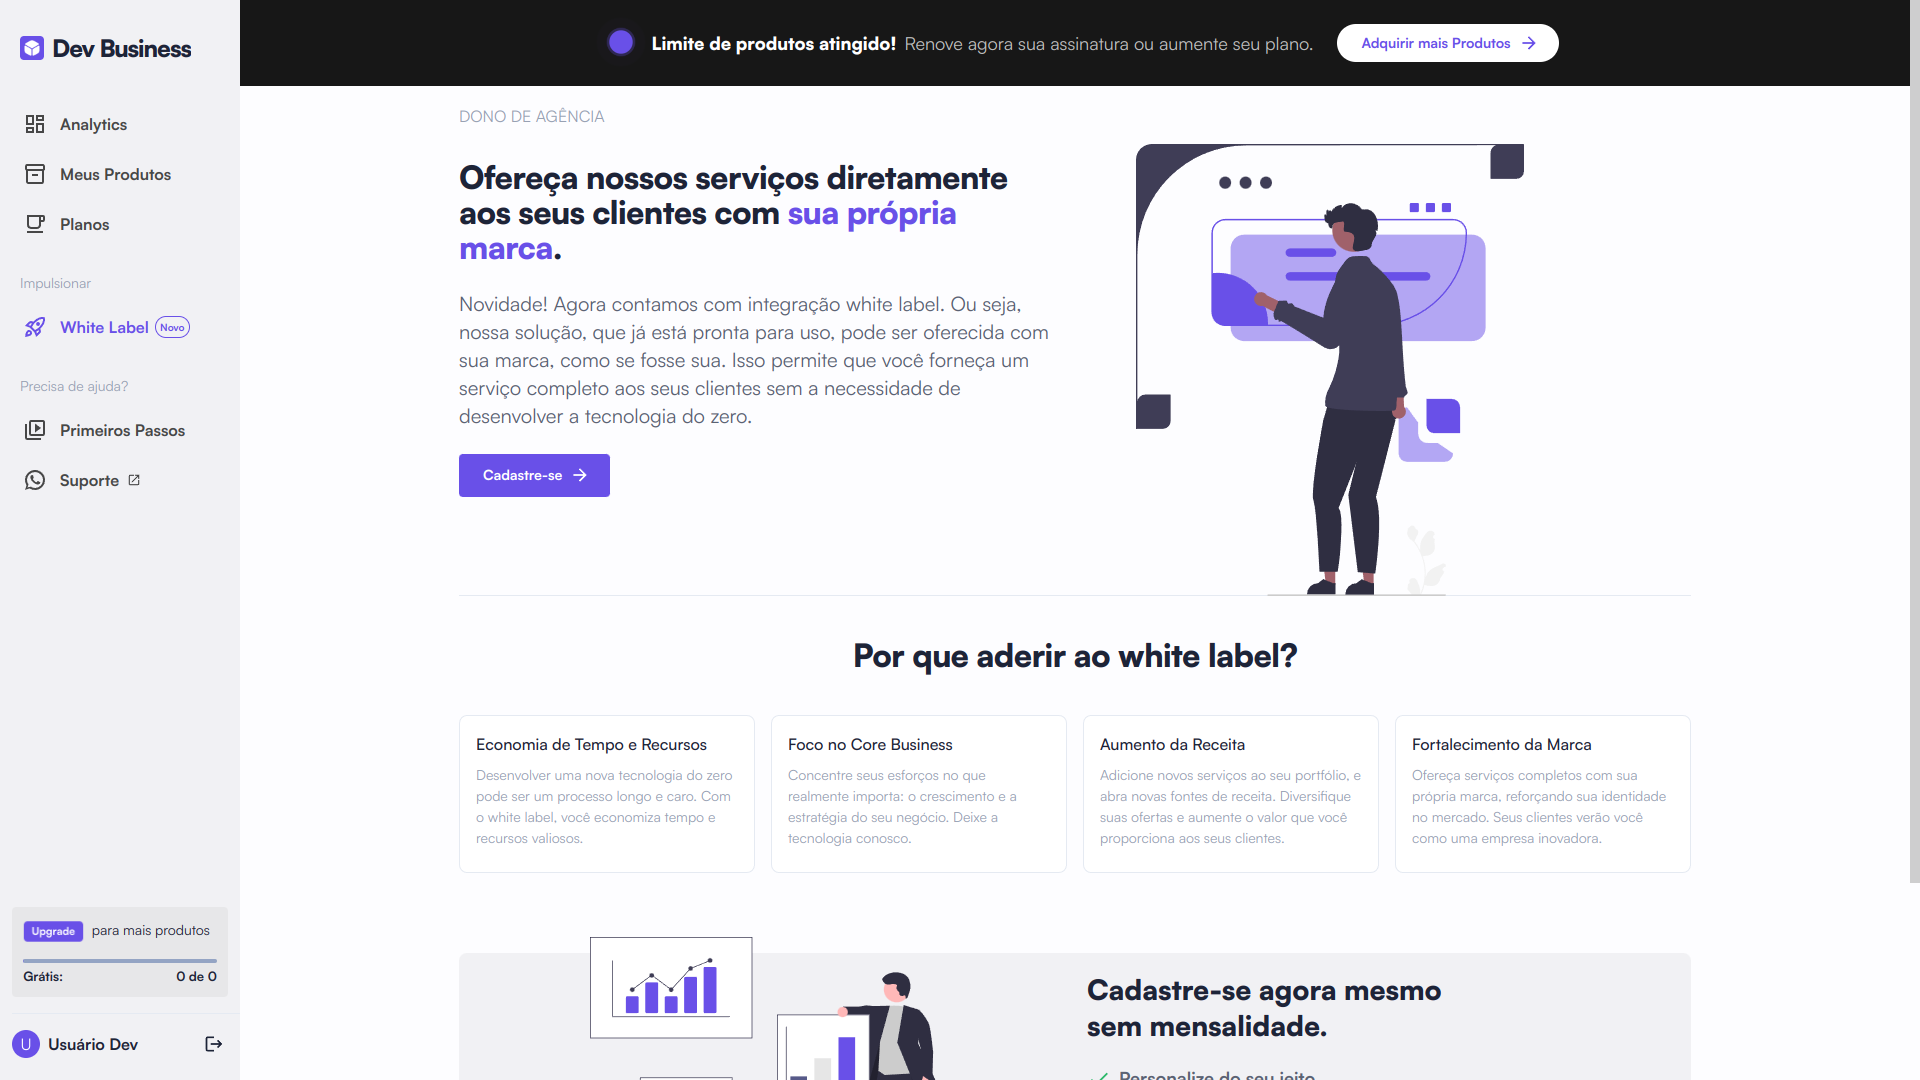 Dev Business
Analytics
Meus Produtos
Planos
Impulsionar
White Label Novo
Precisa de ajuda?
Primeiros Passos
Suporte
Upgrade para mais produtos
Grátis: 0 de 0
U Usuário Dev
Limite de produtos atingido! Renove agora sua assinatura ou aumente seu plano. Adquirir mais Produtos
DONO DE AGÊNCIA
Ofereça nossos serviços diretamente
aos seus clientes com sua própria
marca.
Novidade! Agora contamos com integração white label. Ou seja,
nossa solução, que já está pronta para uso, pode ser oferecida com
sua marca, como se fosse sua. Isso permite que você forneça um
serviço completo aos seus clientes sem a necessidade de
desenvolver a tecnologia do zero.
Cadastre-se
Por que aderir ao white label?
Economia de Tempo e Recursos
Desenvolver uma nova tecnologia do zero
pode ser um processo longo e caro. Com
o white label, você economiza tempo e
recursos valiosos.
Foco no Core Business
Concentre seus esforços no que
realmente importa: o crescimento e a
estratégia do seu negócio. Deixe a
tecnologia conosco.
Aumento da Receita
Adicione novos serviços ao seu portfólio, e
abra novas fontes de receita. Diversifique
suas ofertas e aumente o valor que você
proporciona aos seus clientes.
Fortalecimento da Marca
Ofereça serviços completos com sua
própria marca, reforçando sua identidade
no mercado. Seus clientes verão você
como uma empresa inovadora.
Cadastre-se agora mesmo
sem mensalidade.
Personalize do seu jeito